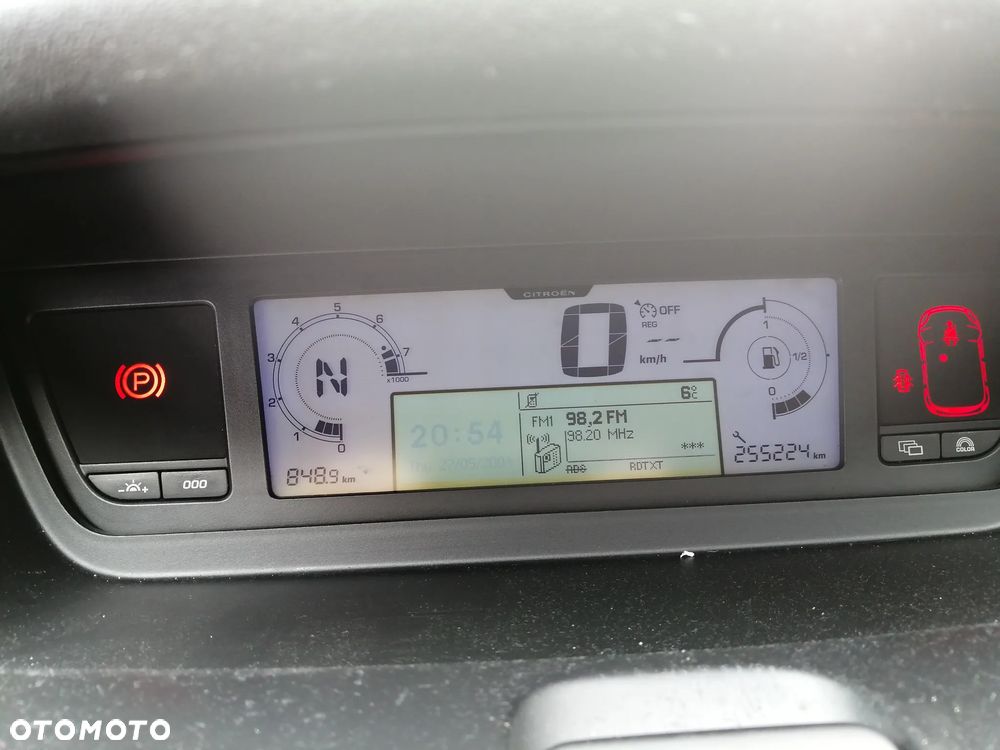 CITROËN
5
4
6
3
7
2
x1000
1
0
N
0
km/h
OFF
REG
--
1
1/2
0
6°C
20:54
FM1 98,2 FM
98.20 MHz
***
RDS RDTXT
848.9 km
255224 km
P
- +
000
COLOR
OTOMOTO